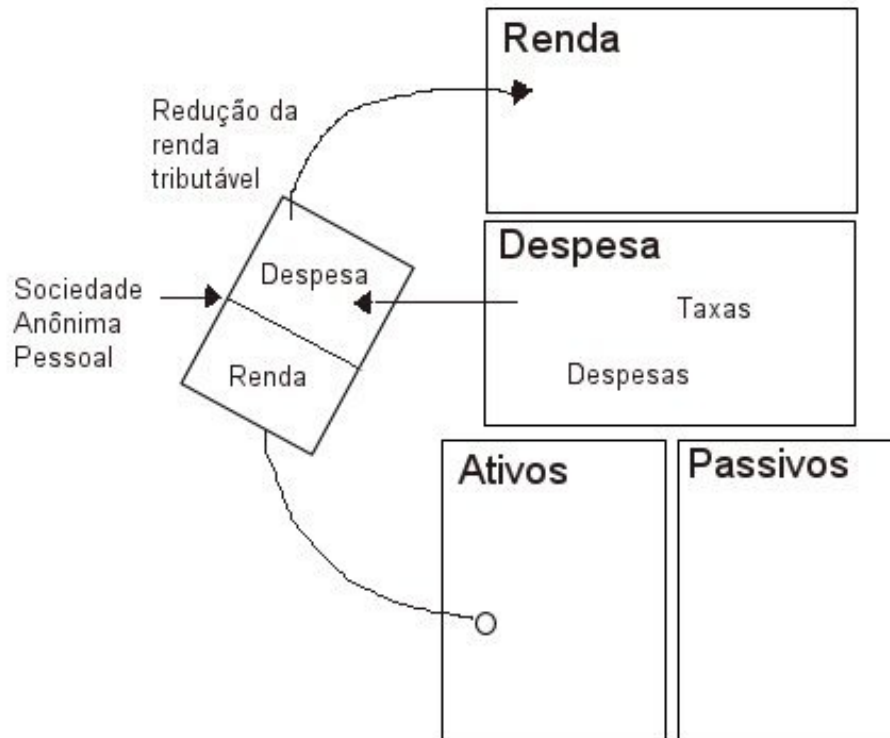 Renda
Redução da
renda
tributável
Despesa
Despesa
Taxas
Sociedade
Anônima
Pessoal
Renda
Despesas
Ativos
Passivos